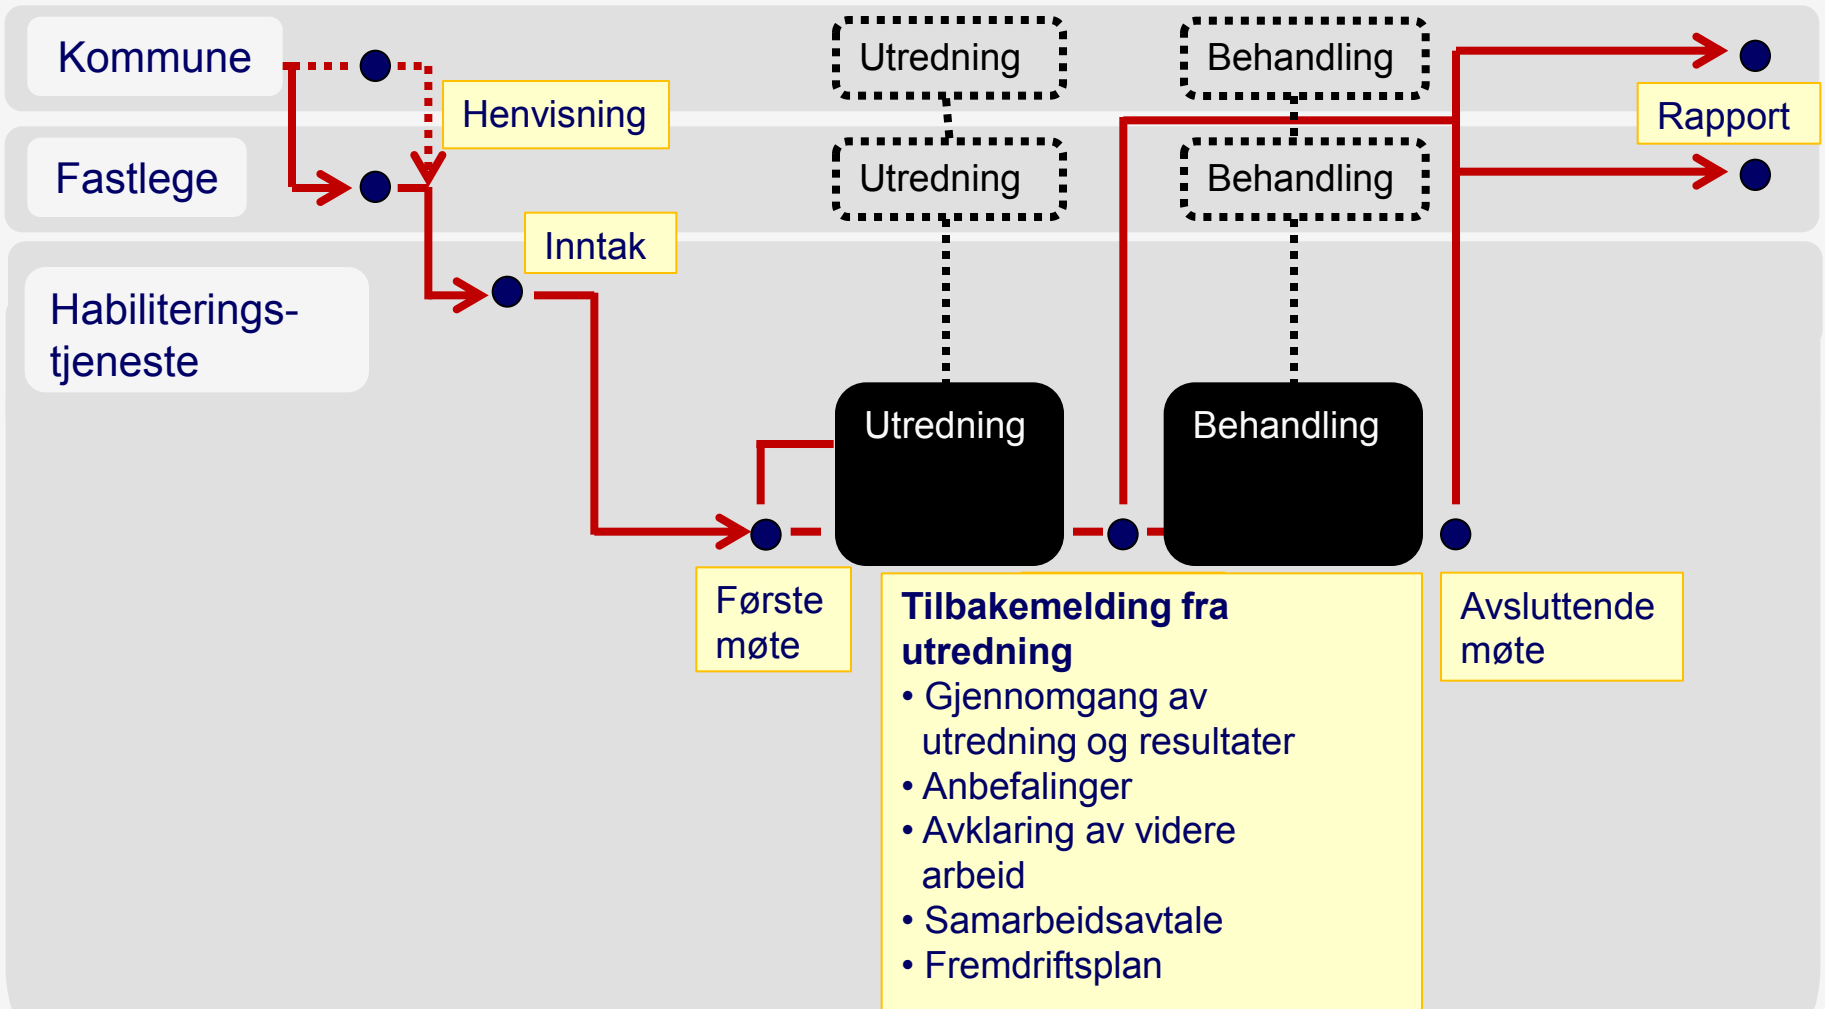 Kommune
Henvisning
Utredning
Behandling
Rapport
Fastlege
Utredning
Behandling
Inntak
Habiliterings-
tjeneste
Utredning
Behandling
Første
møte
Tilbakemelding fra
utredning
• Gjennomgang av
utredning og resultater
• Anbefalinger
• Avklaring av videre
arbeid
• Samarbeidsavtale
• Fremdriftsplan
Avsluttende
møte